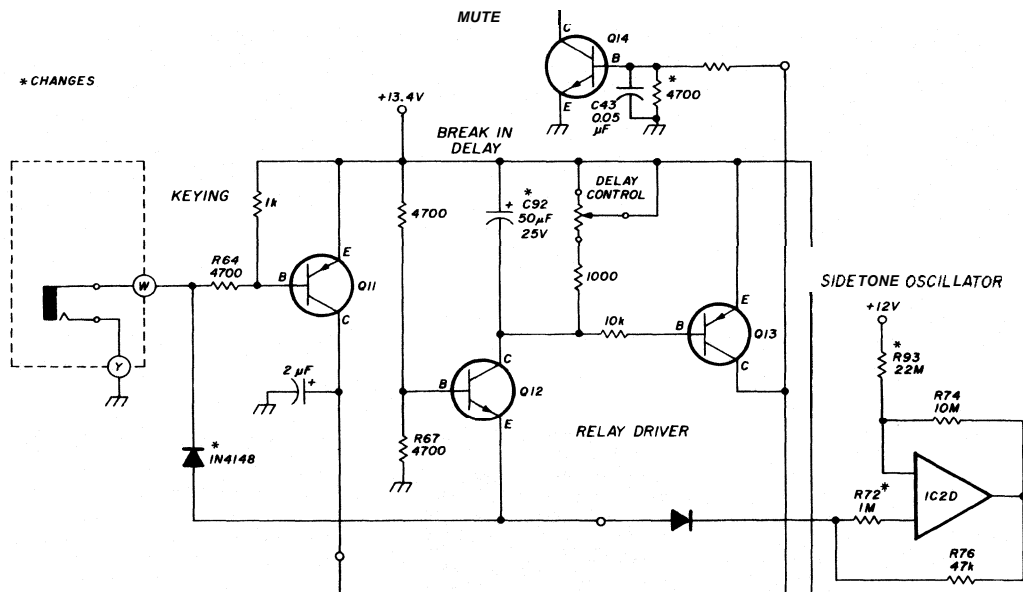 MUTE
C
Q14
B
E
C43
0.05
µF
*
4700
* CHANGES
+13.4V
BREAK IN
DELAY
KEYING
1k
4700
+
*
C92
50µF
25V
DELAY
CONTROL
1000
R64
4700
B
E
Q11
C
W
Y
2 µF
+
10k
B
E
Q13
C
C
B
Q12
E
R67
4700
RELAY DRIVER
*
1N4148
SIDETONE OSCILLATOR
+12V
*
R93
22M
R74
10M
R72*
1M
IC2D
R76
47k